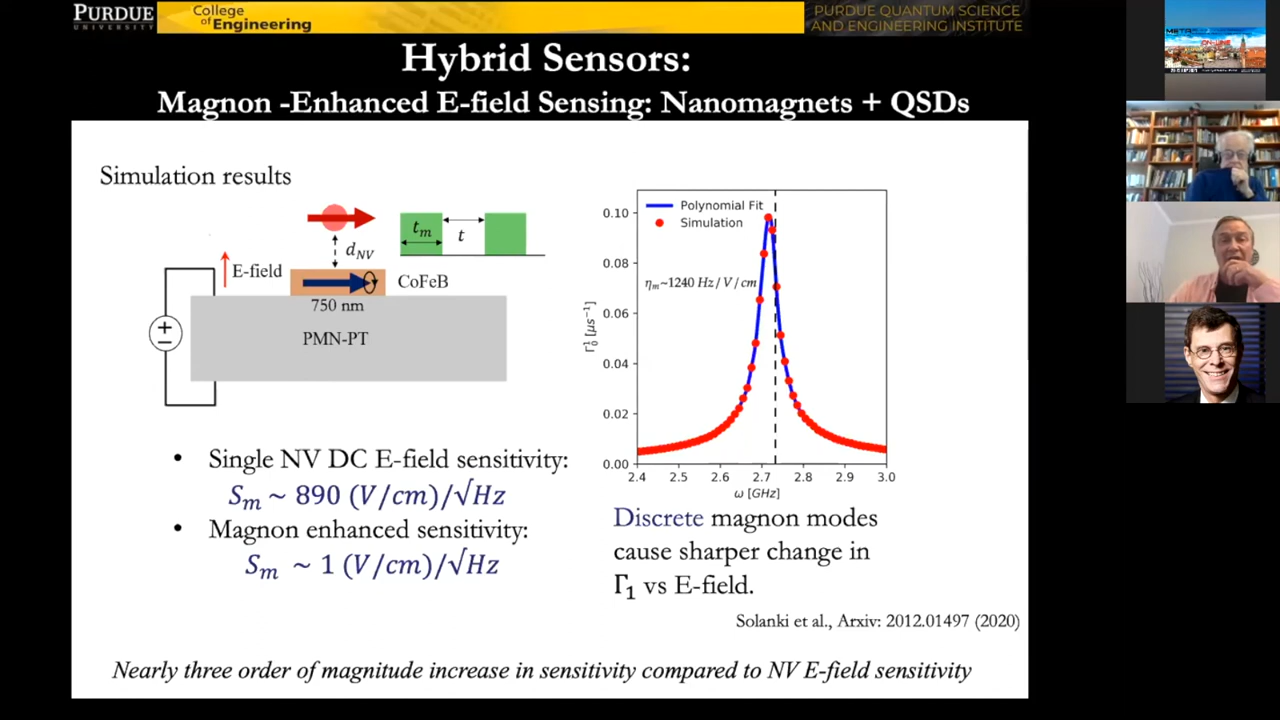 PURDUE
UNIVERSITY
College
of Engineering
PURDUE QUANTUM SCIENCE
AND ENGINEERING INSTITUTE
Hybrid Sensors:
Magnon -Enhanced E-field Sensing: Nanomagnets + QSDs
Simulation results
t_m
t
d_NV
E-field
CoFeB
750 nm
PMN-PT
+
−
• Single NV DC E-field sensitivity:
S_m ~ 890 (V/cm)/√Hz
• Magnon enhanced sensitivity:
S_m ~ 1 (V/cm)/√Hz
Polynomial Fit
Simulation
η_m~1240 Hz/V/cm
0.10
0.08
0.06
0.04
0.02
0.00
Γ₀¹ [μs⁻¹]
2.4 2.5 2.6 2.7 2.8 2.9 3.0
ω [GHz]
Discrete magnon modes
cause sharper change in
Γ₁ vs E-field.
Solanki et al., Arxiv: 2012.01497 (2020)
Nearly three order of magnitude increase in sensitivity compared to NV E-field sensitivity
ON-LINE